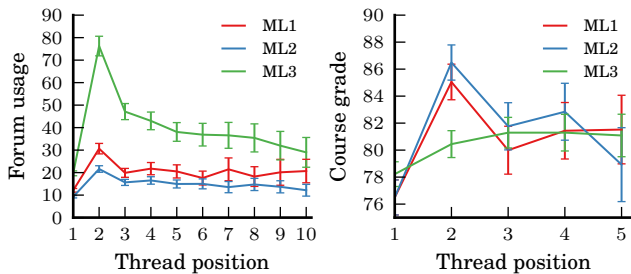 Forum usage
90
80
70
60
50
40
30
20
10
0
1 2 3 4 5 6 7 8 9 10
Thread position
ML1
ML2
ML3
Course grade
90
88
86
84
82
80
78
76
1 2 3 4 5
Thread position
ML1
ML2
ML3